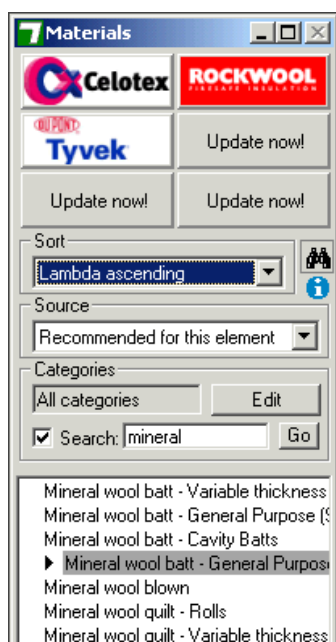 Materials
Celotex
ROCKWOOL
FIRESAFE INSULATION
DUPONT
Tyvek
Update now!
Update now!
Update now!
Sort
Lambda ascending
Source
Recommended for this element
Categories
All categories
Edit
Search: mineral
Go
Mineral wool batt - Variable thickness
Mineral wool batt - General Purpose (S
Mineral wool batt - Cavity Batts
Mineral wool batt - General Purpos
Mineral wool blown
Mineral wool quilt - Rolls
Mineral wool quilt - Variable thickness